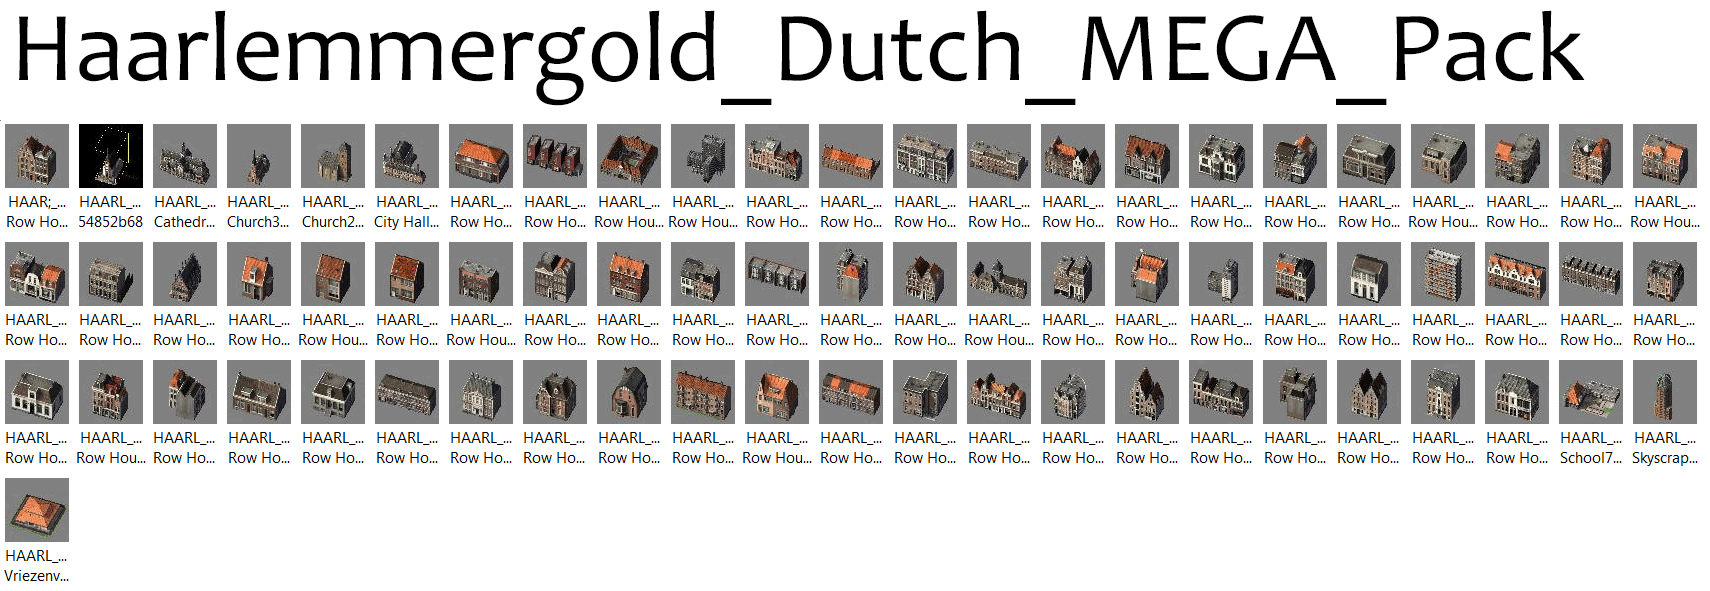 Haarlemmergold_Dutch_MEGA_Pack
HAAR;_... HAARL_... HAARL_... HAARL_... HAARL_... HAARL_... HAARL_... HAARL_... HAARL_... HAARL_... HAARL_... HAARL_... HAARL_... HAARL_... HAARL_... HAARL_... HAARL_... HAARL_... HAARL_... HAARL_... HAARL_... HAARL_... HAARL_...
Row Ho... 54852b68 Cathedr... Church3... Church2... City Hall... Row Ho... Row Ho... Row Hou... Row Hou... Row Ho... Row Ho... Row Ho... Row Ho... Row Ho... Row Ho... Row Ho... Row Ho... Row Ho... Row Hou... Row Ho... Row Ho... Row Hou...
HAARL_... HAARL_... HAARL_... HAARL_... HAARL_... HAARL_... HAARL_... HAARL_... HAARL_... HAARL_... HAARL_... HAARL_... HAARL_... HAARL_... HAARL_... HAARL_... HAARL_... HAARL_... HAARL_... HAARL_... HAARL_... HAARL_... HAARL_...
Row Ho... Row Ho... Row Ho... Row Ho... Row Hou... Row Ho... Row Hou... Row Ho... Row Ho... Row Ho... Row Ho... Row Ho... Row Ho... Row Hou... Row Ho... Row Ho... Row Ho... Row Ho... Row Ho... Row Ho... Row Ho... Row Ho... Row Ho...
HAARL_... HAARL_... HAARL_... HAARL_... HAARL_... HAARL_... HAARL_... HAARL_... HAARL_... HAARL_... HAARL_... HAARL_... HAARL_... HAARL_... HAARL_... HAARL_... HAARL_... HAARL_... HAARL_... HAARL_... HAARL_... HAARL_... HAARL_...
Row Ho... Row Hou... Row Ho... Row Ho... Row Ho... Row Ho... Row Ho... Row Ho... Row Ho... Row Ho... Row Hou... Row Ho... Row Ho... Row Ho... Row Ho... Row Ho... Row Ho... Row Ho... Row Ho... Row Ho... Row Ho... School7... Skyscrap...
HAARL_...
Vriezenv...